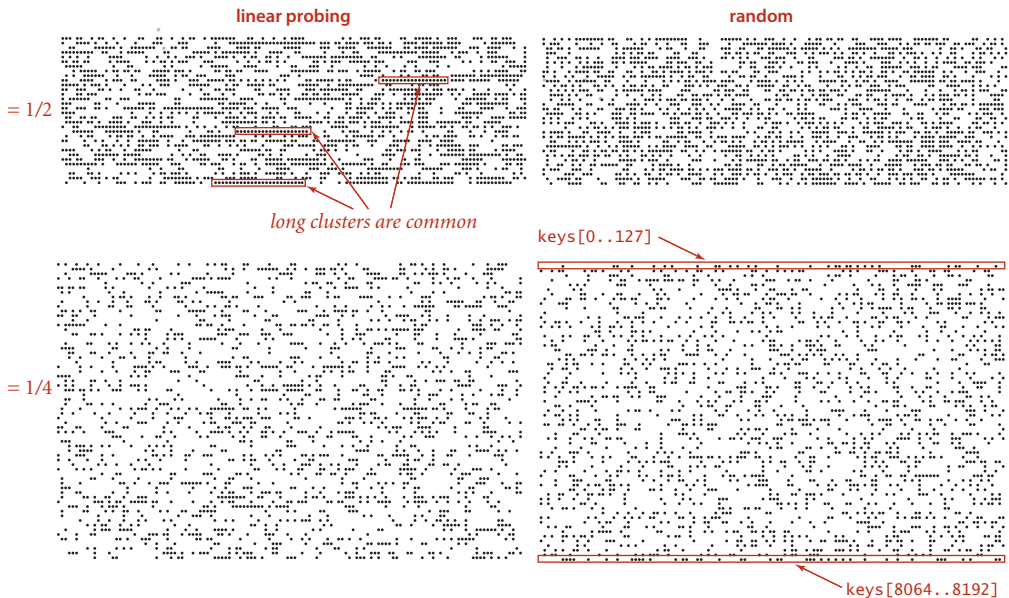 linear probing
random
= 1/2
long clusters are common
keys[0..127]
= 1/4
keys[8064..8192]